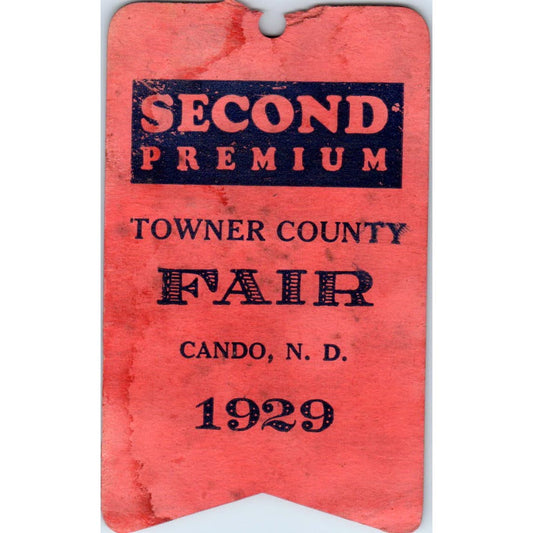 SECOND
PREMIUM
TOWNER COUNTY
FAIR
CANDO, N. D.
1929